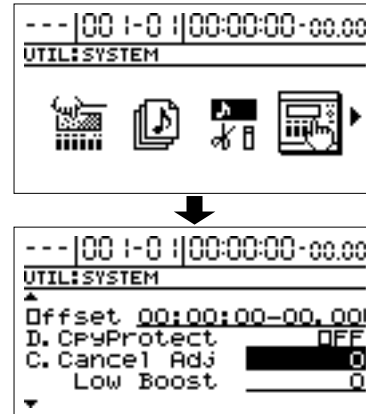 --- 001-01 00:00:00-00.00
UTIL:SYSTEM
--- 001-01 00:00:00-00.00
UTIL:SYSTEM
Offset 00:00:00-00.00
D.CpyProtect OFF
C.Cancel Adj 0
Low Boost 0